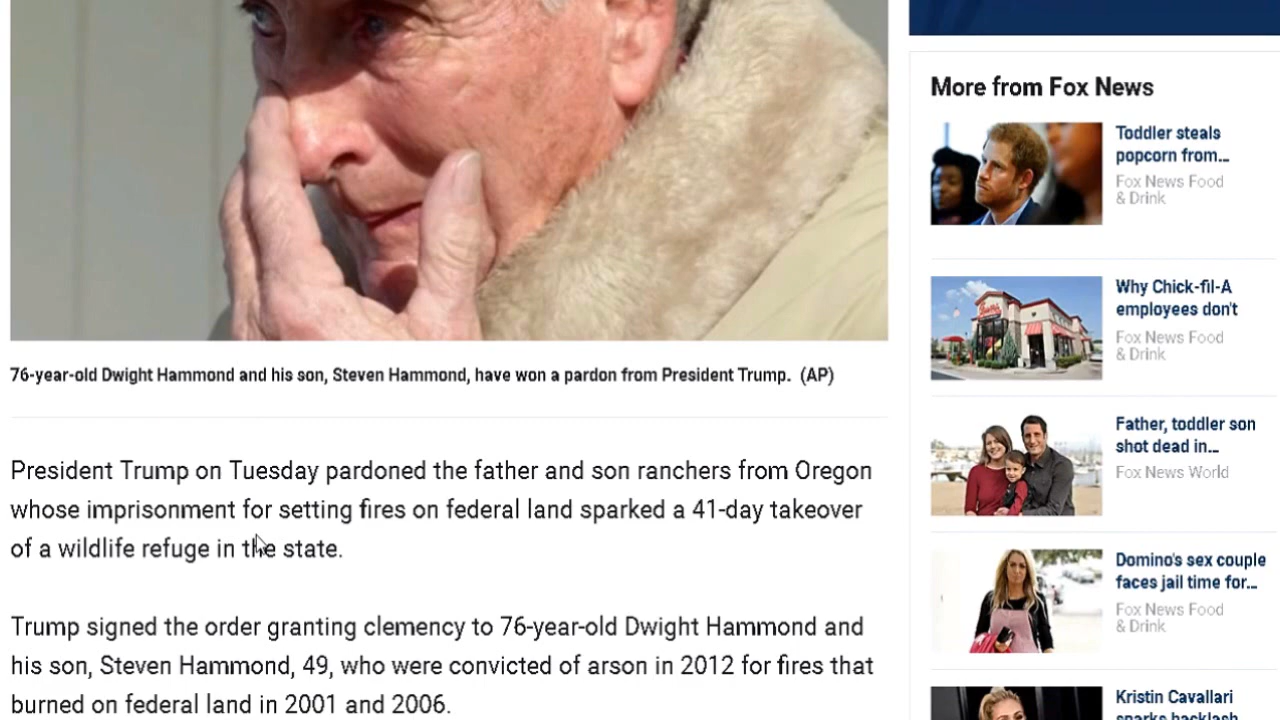 76-year-old Dwight Hammond and his son, Steven Hammond, have won a pardon from President Trump. (AP)
President Trump on Tuesday pardoned the father and son ranchers from Oregon
whose imprisonment for setting fires on federal land sparked a 41-day takeover
of a wildlife refuge in the state.
Trump signed the order granting clemency to 76-year-old Dwight Hammond and
his son, Steven Hammond, 49, who were convicted of arson in 2012 for fires that
burned on federal land in 2001 and 2006.
More from Fox News
Toddler steals
popcorn from...
Fox News Food
& Drink
Why Chick-fil-A
employees don't
Fox News Food
& Drink
Father, toddler son
shot dead in...
Fox News World
Domino's sex couple
faces jail time for...
Fox News Food
& Drink
Kristin Cavallari
sparks backlash